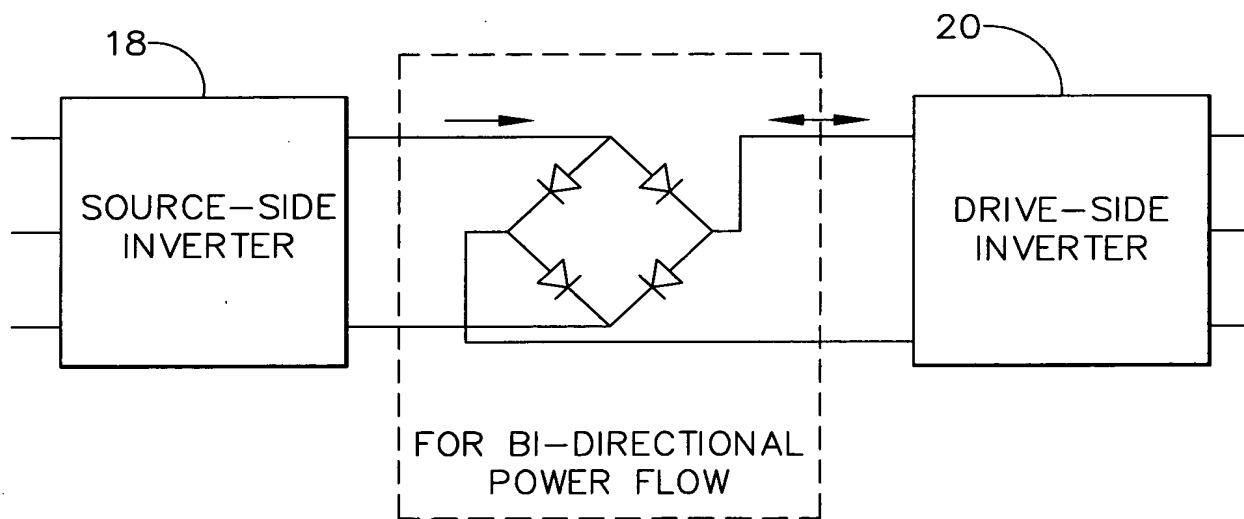 18
20
SOURCE-SIDE
INVERTER
DRIVE-SIDE
INVERTER
FOR BI-DIRECTIONAL
POWER FLOW